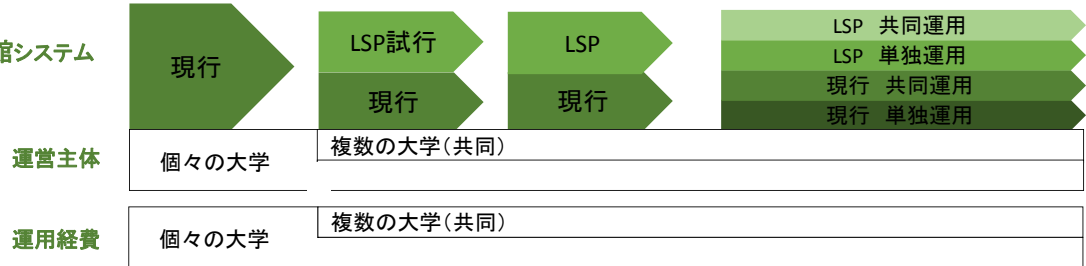 館システム
現行
LSP試行
現行
LSP
現行
LSP 共同運用
LSP 単独運用
現行 共同運用
現行 単独運用
運営主体
個々の大学
複数の大学(共同)
運用経費
個々の大学
複数の大学(共同)